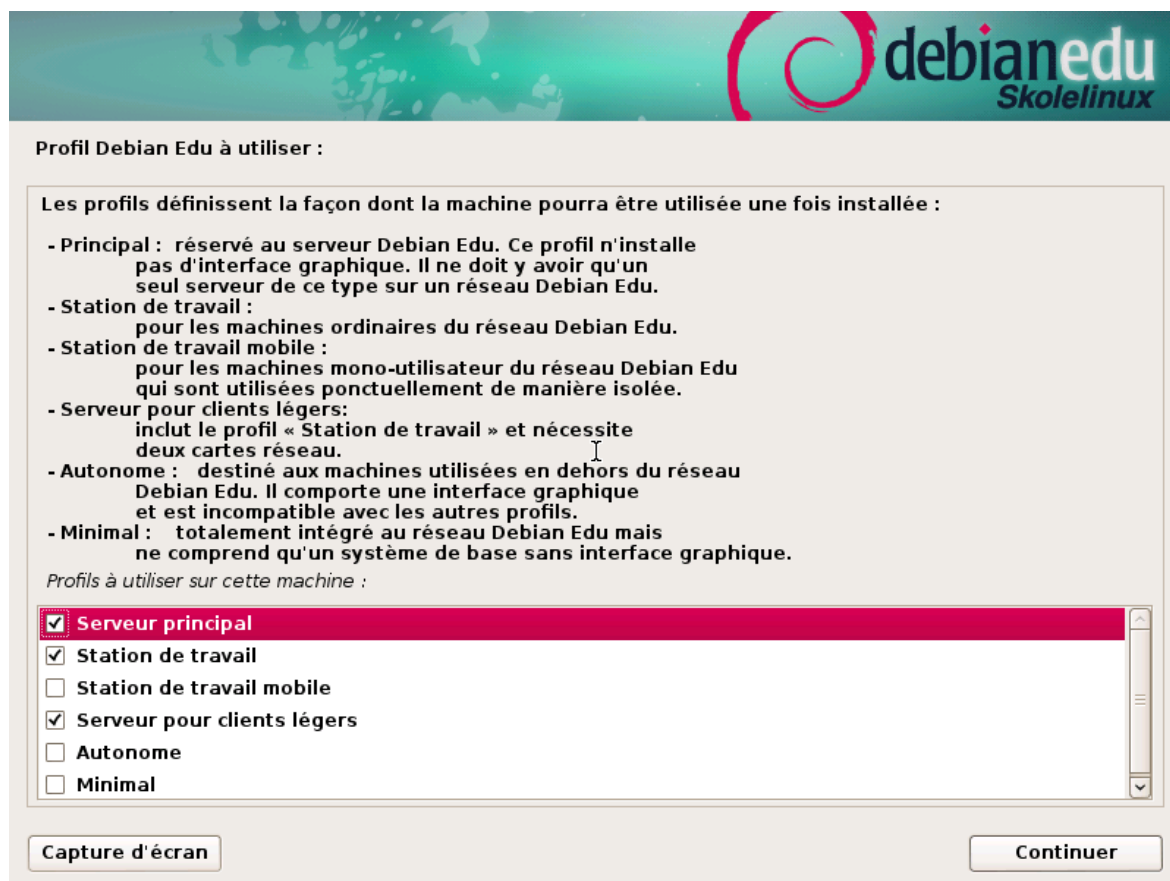 debianedu
Skolelinux
Profil Debian Edu à utiliser :
Les profils définissent la façon dont la machine pourra être utilisée une fois installée :
- Principal : réservé au serveur Debian Edu. Ce profil n'installe
pas d'interface graphique. Il ne doit y avoir qu'un
seul serveur de ce type sur un réseau Debian Edu.
- Station de travail :
pour les machines ordinaires du réseau Debian Edu.
- Station de travail mobile :
pour les machines mono-utilisateur du réseau Debian Edu
qui sont utilisées ponctuellement de manière isolée.
- Serveur pour clients légers:
inclut le profil « Station de travail » et nécessite
deux cartes réseau.
- Autonome : destiné aux machines utilisées en dehors du réseau
Debian Edu. Il comporte une interface graphique
et est incompatible avec les autres profils.
- Minimal : totalement intégré au réseau Debian Edu mais
ne comprend qu'un système de base sans interface graphique.
Profils à utiliser sur cette machine :
Serveur principal
Station de travail
Station de travail mobile
Serveur pour clients légers
Autonome
Minimal
Capture d'écran
Continuer